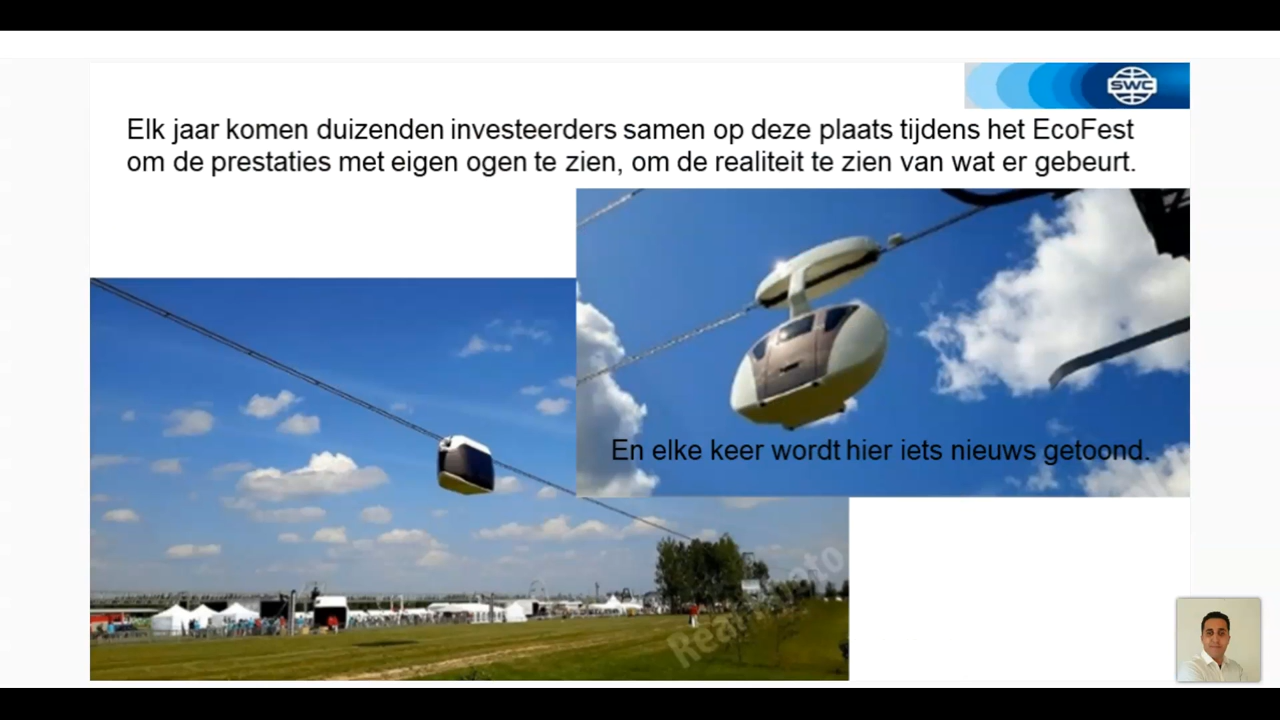 SWC
Elk jaar komen duizenden investeerders samen op deze plaats tijdens het EcoFest
om de prestaties met eigen ogen te zien, om de realiteit te zien van wat er gebeurt.
En elke keer wordt hier iets nieuws getoond.